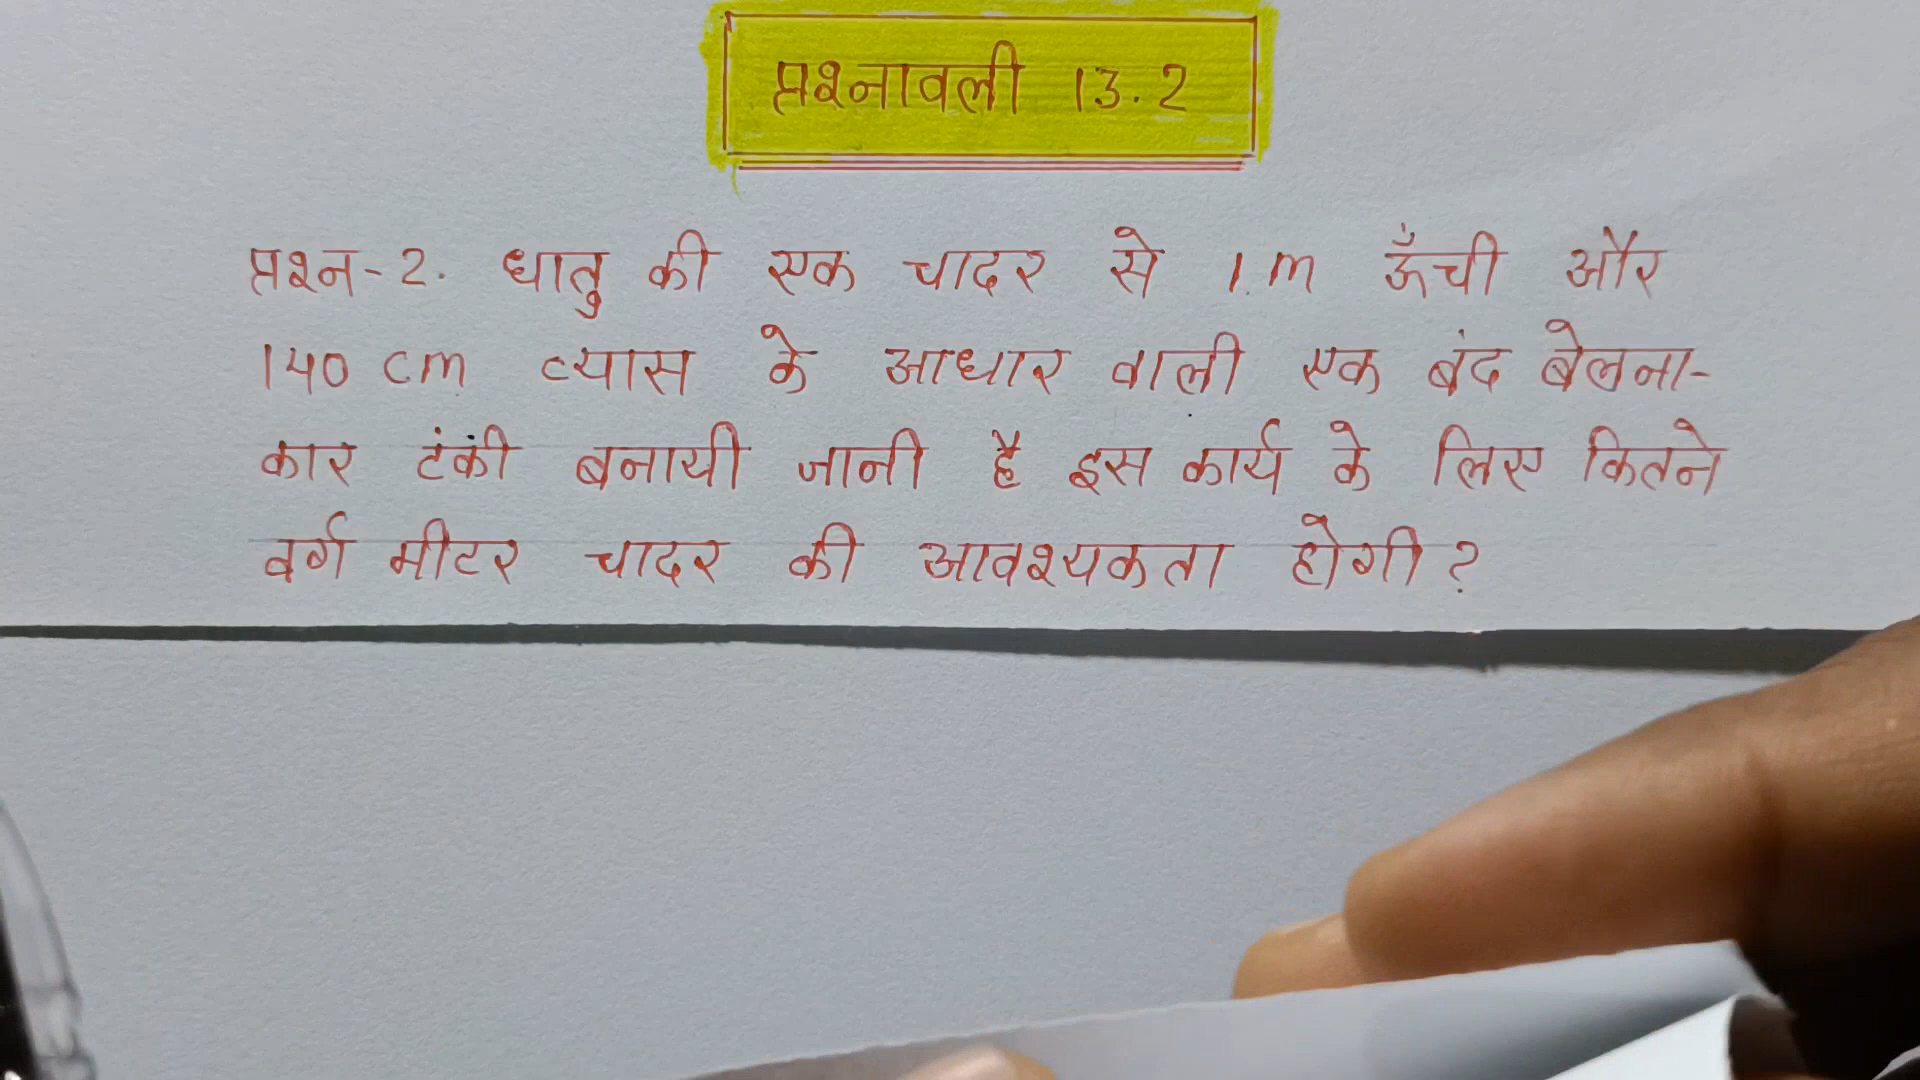 प्रश्नावली 13.2
प्रश्न-2. धातु की एक चादर से 1 m ऊँची और
140 cm व्यास के आधार वाली एक बंद बेलना-
कार टंकी बनायी जानी है इस कार्य के लिए कितने
वर्ग मीटर चादर की आवश्यकता होगी?